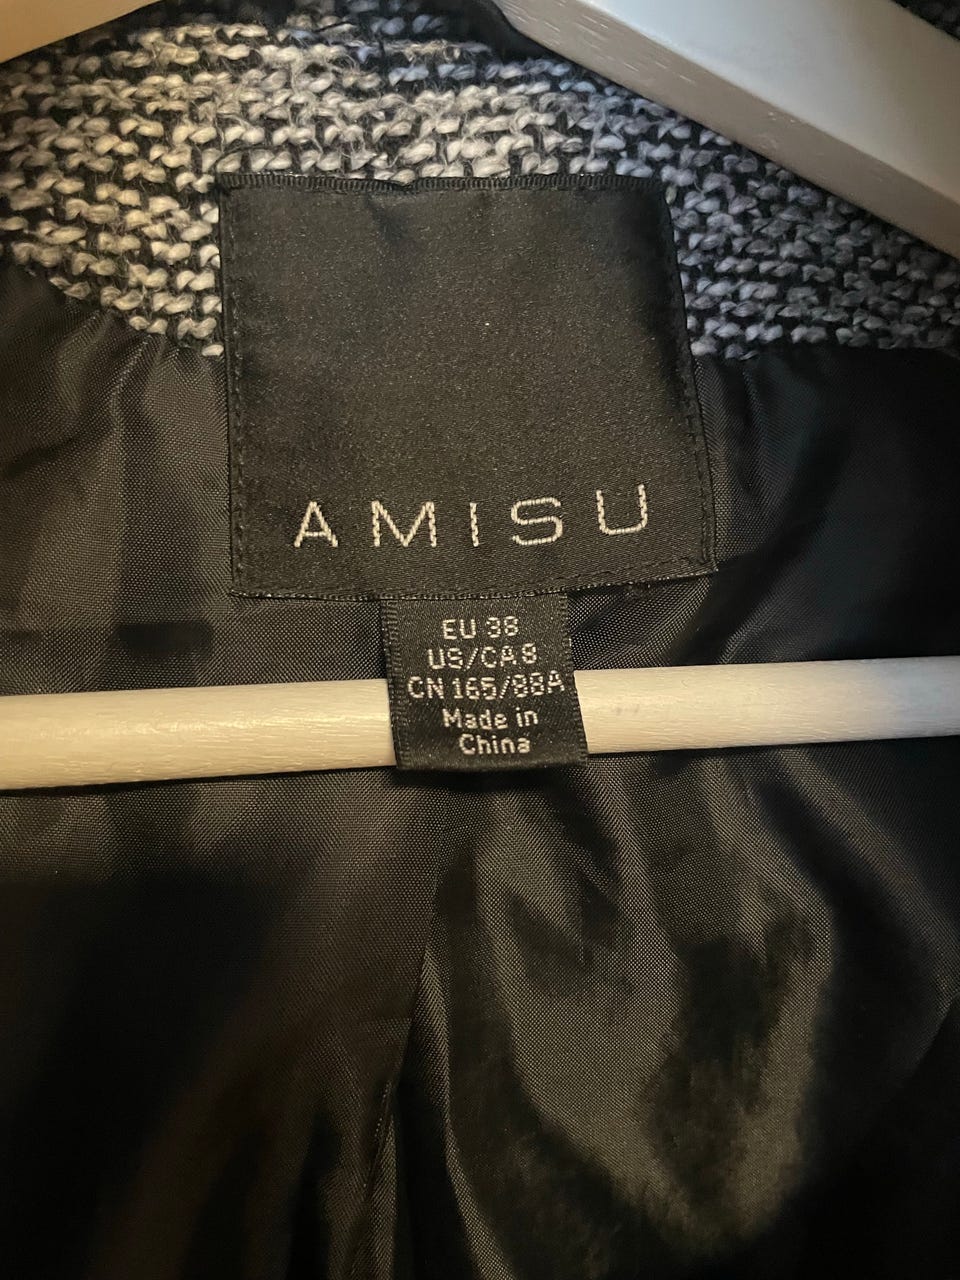 AMISU
EU 38
US/CA 8
CN 165/88A
Made in
China